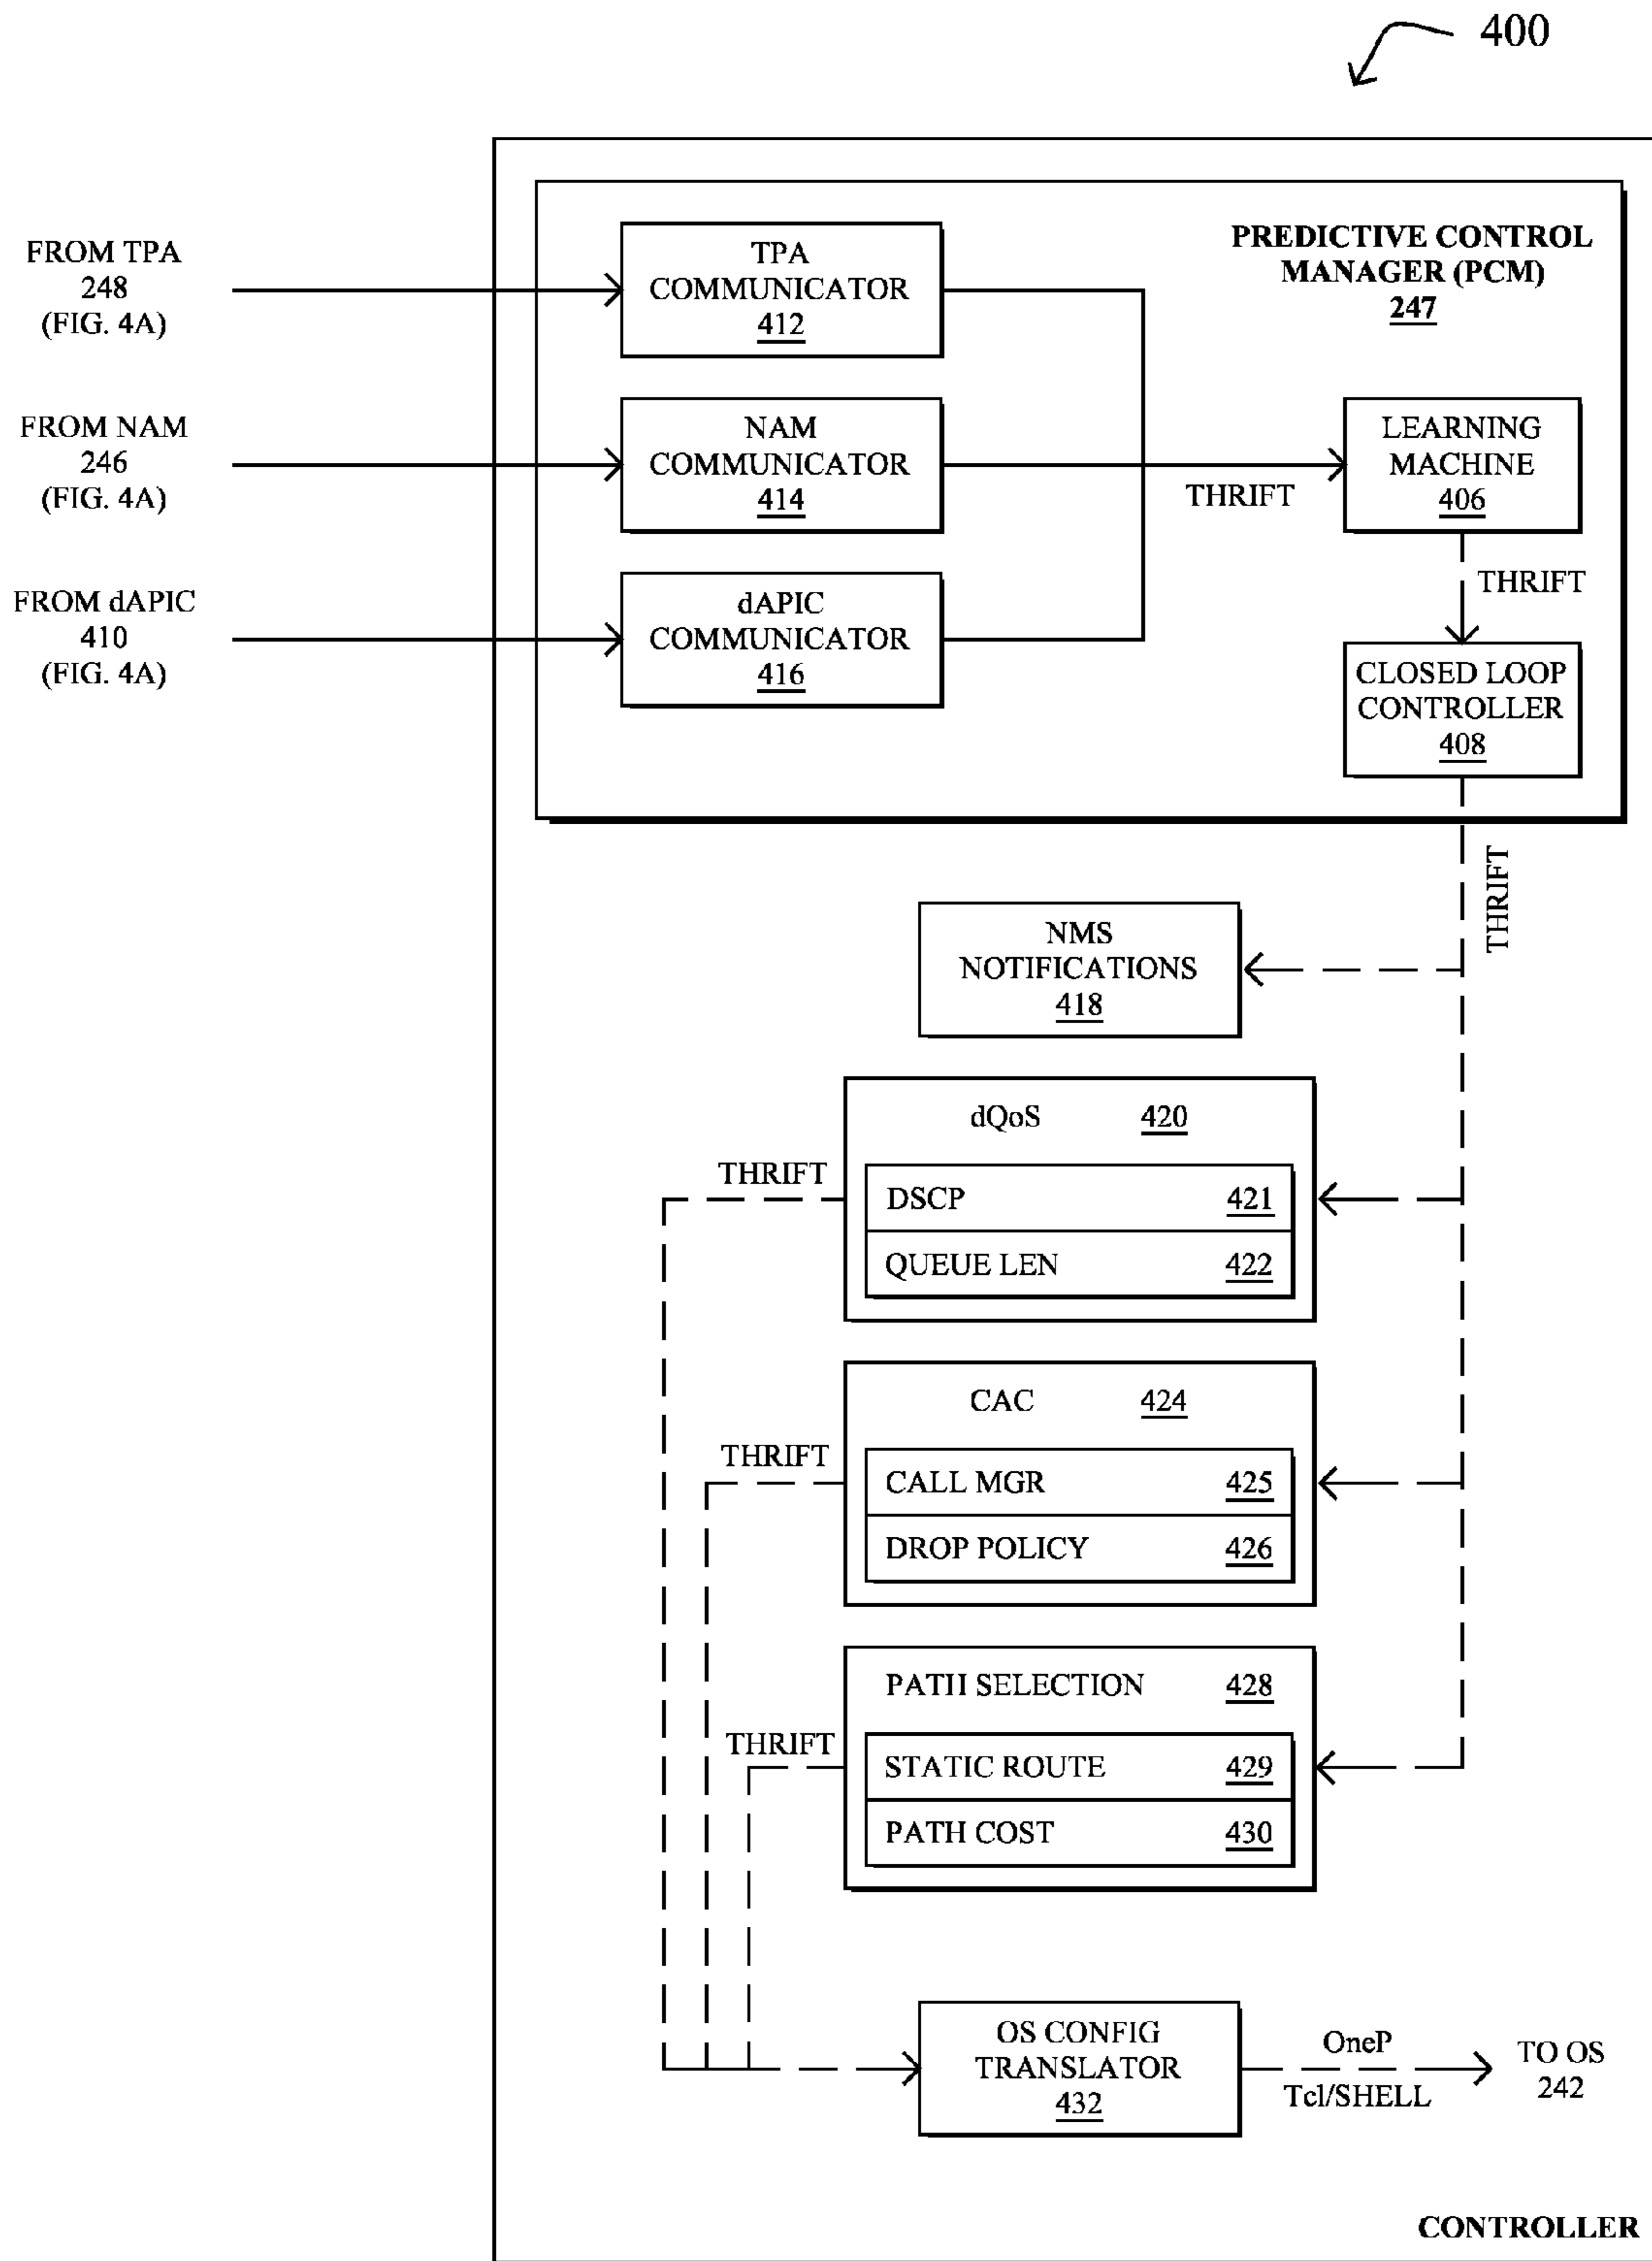 400
FROM TPA
248
(FIG. 4A)
TPA
COMMUNICATOR
412
PREDICTIVE CONTROL
MANAGER (PCM)
247
FROM NAM
246
(FIG. 4A)
NAM
COMMUNICATOR
414
THRIFT
LEARNING
MACHINE
406
THRIFT
FROM dAPIC
410
(FIG. 4A)
dAPIC
COMMUNICATOR
416
CLOSED LOOP
CONTROLLER
408
THRIFT
NMS
NOTIFICATIONS
418
dQoS 420
THRIFT
DSCP 421
QUEUE LEN 422
CAC 424
THRIFT
CALL MGR 425
DROP POLICY 426
PATH SELECTION 428
THRIFT
STATIC ROUTE 429
PATH COST 430
OS CONFIG
TRANSLATOR
432
OneP
Tcl/SHELL
TO OS
242
CONTROLLER